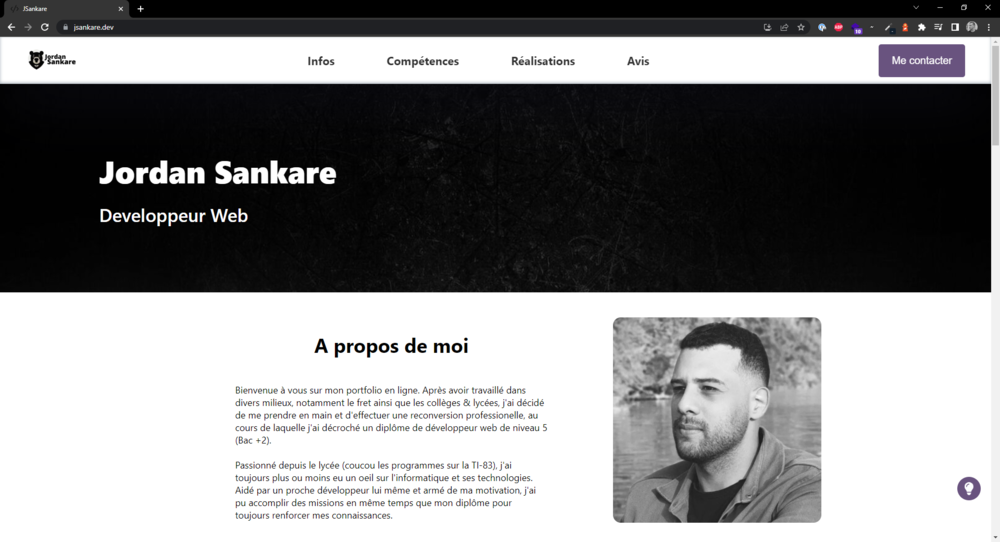 JSankare
jsankare.dev
ABP
10
Jordan
Sankare
Infos
Compétences
Réalisations
Avis
Me contacter
Jordan Sankare
Developpeur Web
A propos de moi
Bienvenue à vous sur mon portfolio en ligne. Après avoir travaillé dans
divers milieux, notamment le fret ainsi que les collèges & lycées, j'ai décidé
de me prendre en main et d'effectuer une reconversion professionelle, au
cours de laquelle j'ai décroché un diplôme de développeur web de niveau 5
(Bac +2).
Passionné depuis le lycée (coucou les programmes sur la TI-83), j'ai
toujours plus ou moins eu un oeil sur l'informatique et ses technologies.
Aidé par un proche développeur lui même et armé de ma motivation, j'ai
pu accomplir des missions en même temps que mon diplôme pour
toujours renforcer mes connaissances.